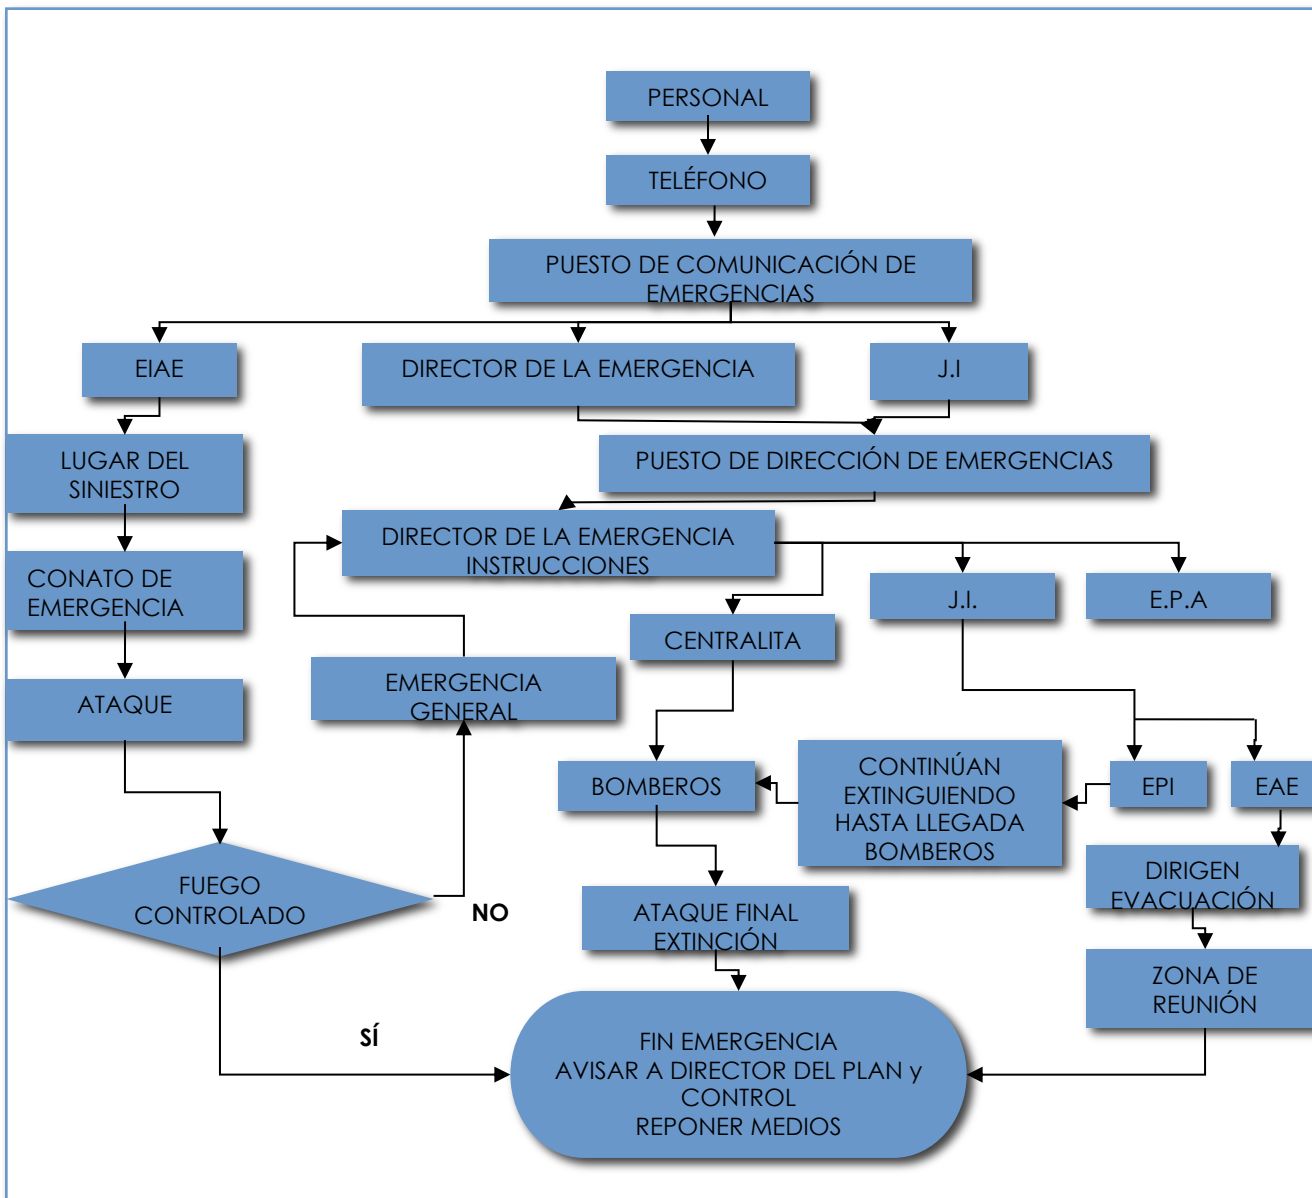 PERSONAL
TELÉFONO
PUESTO DE COMUNICACIÓN DE
EMERGENCIAS
EIAE
DIRECTOR DE LA EMERGENCIA
J.I
LUGAR DEL
SINIESTRO
PUESTO DE DIRECCIÓN DE EMERGENCIAS
DIRECTOR DE LA EMERGENCIA
INSTRUCCIONES
CONATO DE
EMERGENCIA
J.I.
E.P.A
CENTRALITA
ATAQUE
EMERGENCIA
GENERAL
BOMBEROS
CONTINÚAN
EXTINGUIENDO
HASTA LLEGADA
BOMBEROS
EPI
EAE
FUEGO
CONTROLADO
NO
ATAQUE FINAL
EXTINCIÓN
DIRIGEN
EVACUACIÓN
ZONA DE
REUNIÓN
SÍ
FIN EMERGENCIA
AVISAR A DIRECTOR DEL PLAN y
CONTROL
REPONER MEDIOS